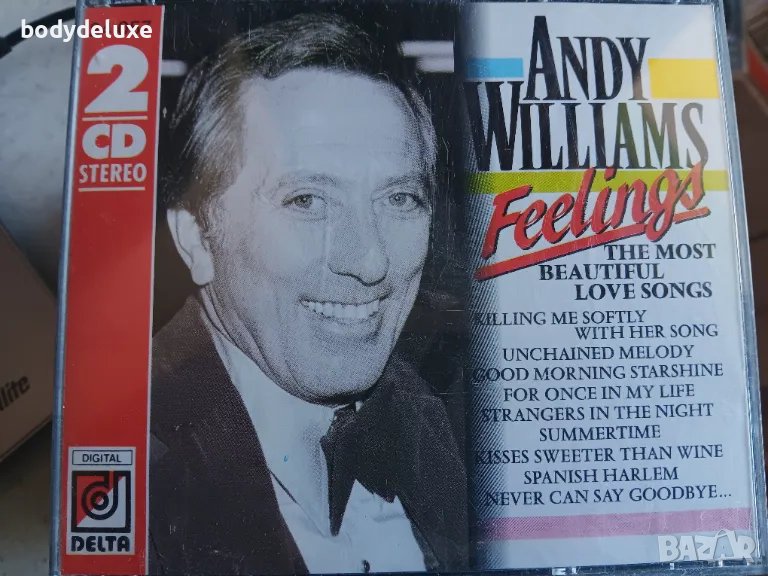 bodydeluxe
2
CD
STEREO
ANDY
WILLIAMS
Feelings
THE MOST
BEAUTIFUL
LOVE SONGS
KILLING ME SOFTLY
WITH HER SONG
UNCHAINED MELODY
GOOD MORNING STARSHINE
FOR ONCE IN MY LIFE
STRANGERS IN THE NIGHT
SUMMERTIME
KISSES SWEETER THAN WINE
SPANISH HARLEM
NEVER CAN SAY GOODBYE...
DIGITAL
DELTA
BAZAR